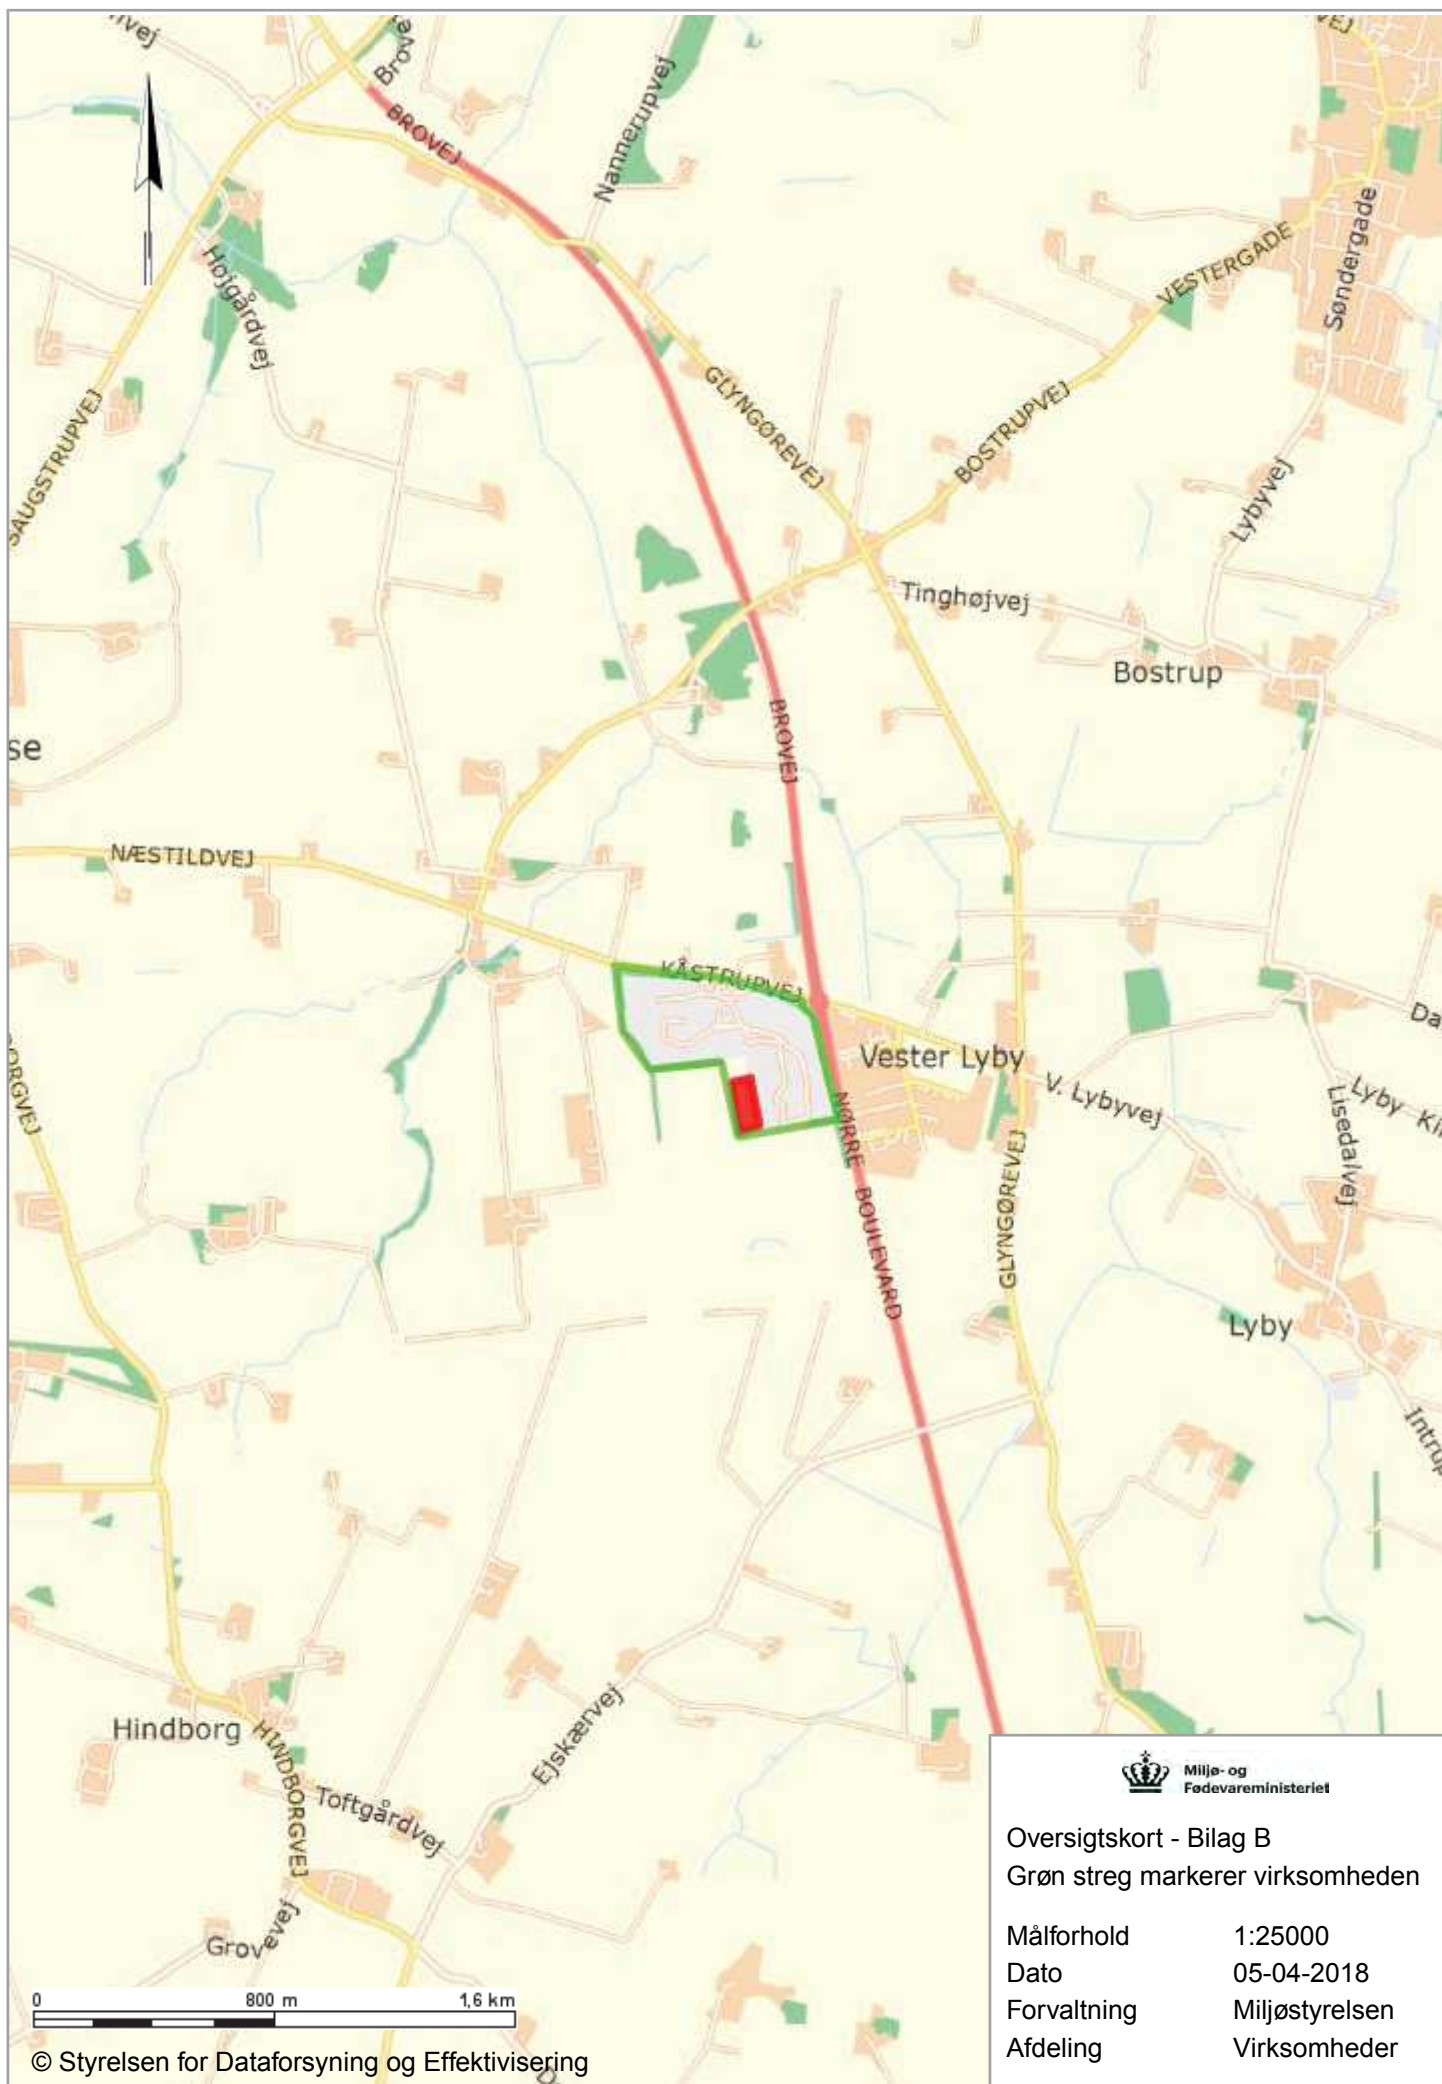 BROVEJ
Nannerupvej
Højgårdvej
VESTERGADE
Søndergade
SAUGSTRUPVEJ
GLYNGØREVEJ
BOSTRUPVEJ
Lybyvej
Tinghøjvej
Bostrup
BROVEJ
se
NÆSTILDVEJ
KÅSTRUPVEJ
Vester Lyby
V. Lybyvej
Lisedalvej
NØRRE BOULEVARD
GLYNGØREVEJ
Lyby
Hindborg
HINDBORGVEJ
Ejskærvej
Toftgårdvej
Grovevej
Miljø- og
Fødevareministeriet
Oversigtskort - Bilag B
Grøn streg markerer virksomheden
Målforhold 1:25000
Dato 05-04-2018
Forvaltning Miljøstyrelsen
Afdeling Virksomheder
0 800 m 1,6 km
© Styrelsen for Dataforsyning og Effektivisering